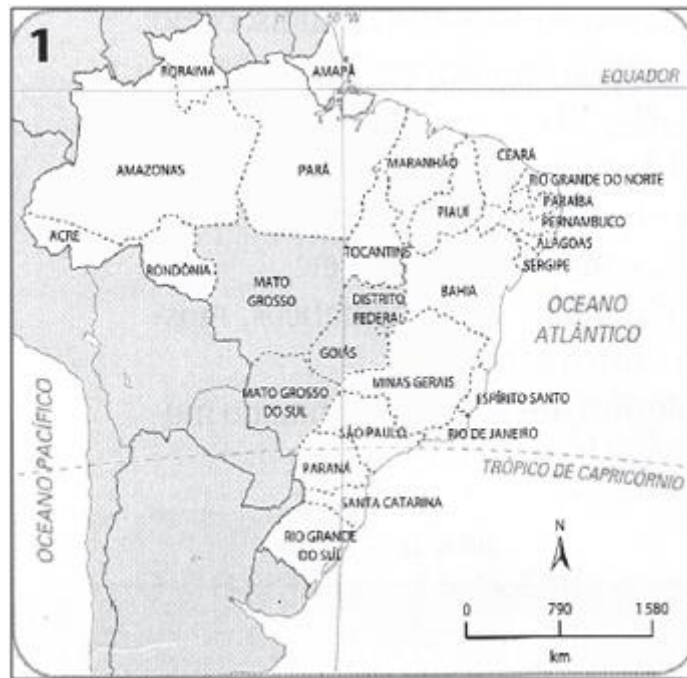 1
50 °W
RORAIMA
AMAPÁ
EQUADOR
AMAZONAS
PARÁ
MARANHÃO
CEARÁ
RIO GRANDE DO NORTE
PARAÍBA
PIAUÍ
PERNAMBUCO
ACRE
ALAGOAS
RONDÔNIA
TOCANTINS
SERGIPE
MATO
GROSSO
BAHIA
DISTRITO
FEDERAL
OCEANO
ATLÂNTICO
GOIÁS
MATO GROSSO
DO SUL
MINAS GERAIS
ESPÍRITO SANTO
SÃO PAULO
RIO DE JANEIRO
OCEANO PACÍFICO
PARANÁ
TRÓPICO DE CAPRICÓRNIO
SANTA CATARINA
RIO GRANDE
DO SUL
N
0 790 1 580
km